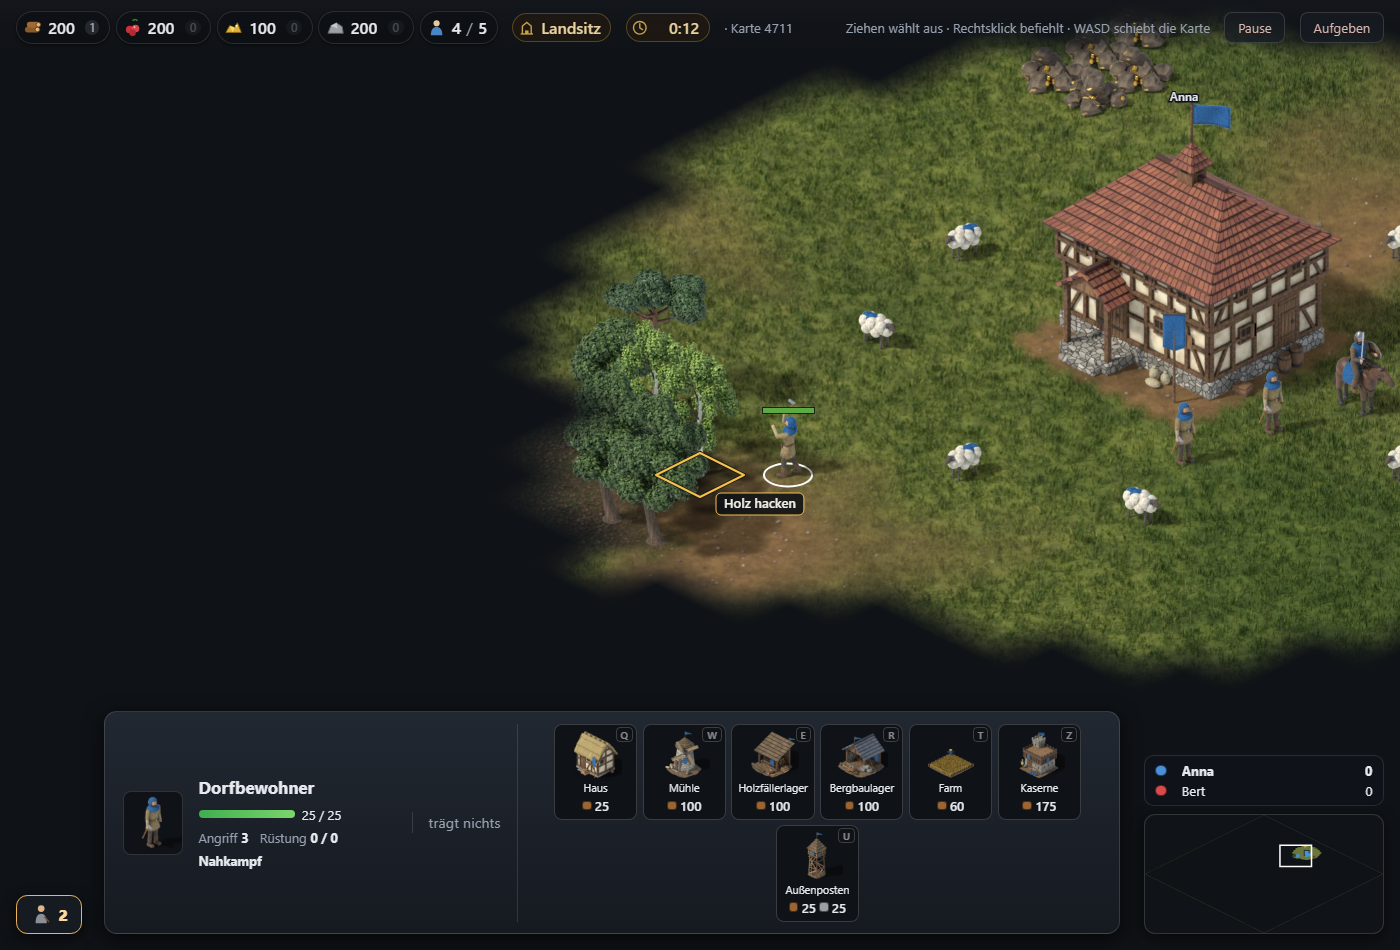 200 1 200 0 100 0 200 0 4 / 5 Landsitz 0:12 · Karte 4711 Ziehen wählt aus · Rechtsklick befiehlt · WASD schiebt die Karte Pause Aufgeben
Anna
Holz hacken
Dorfbewohner
25 / 25
Angriff 3 Rüstung 0 / 0
Nahkampf
trägt nichts
Q W E R T Z
Haus Mühle Holzfällerlager Bergbaulager Farm Kaserne
25 100 100 100 60 175
U
Außenposten
25 25
Anna 0
Bert 0
2